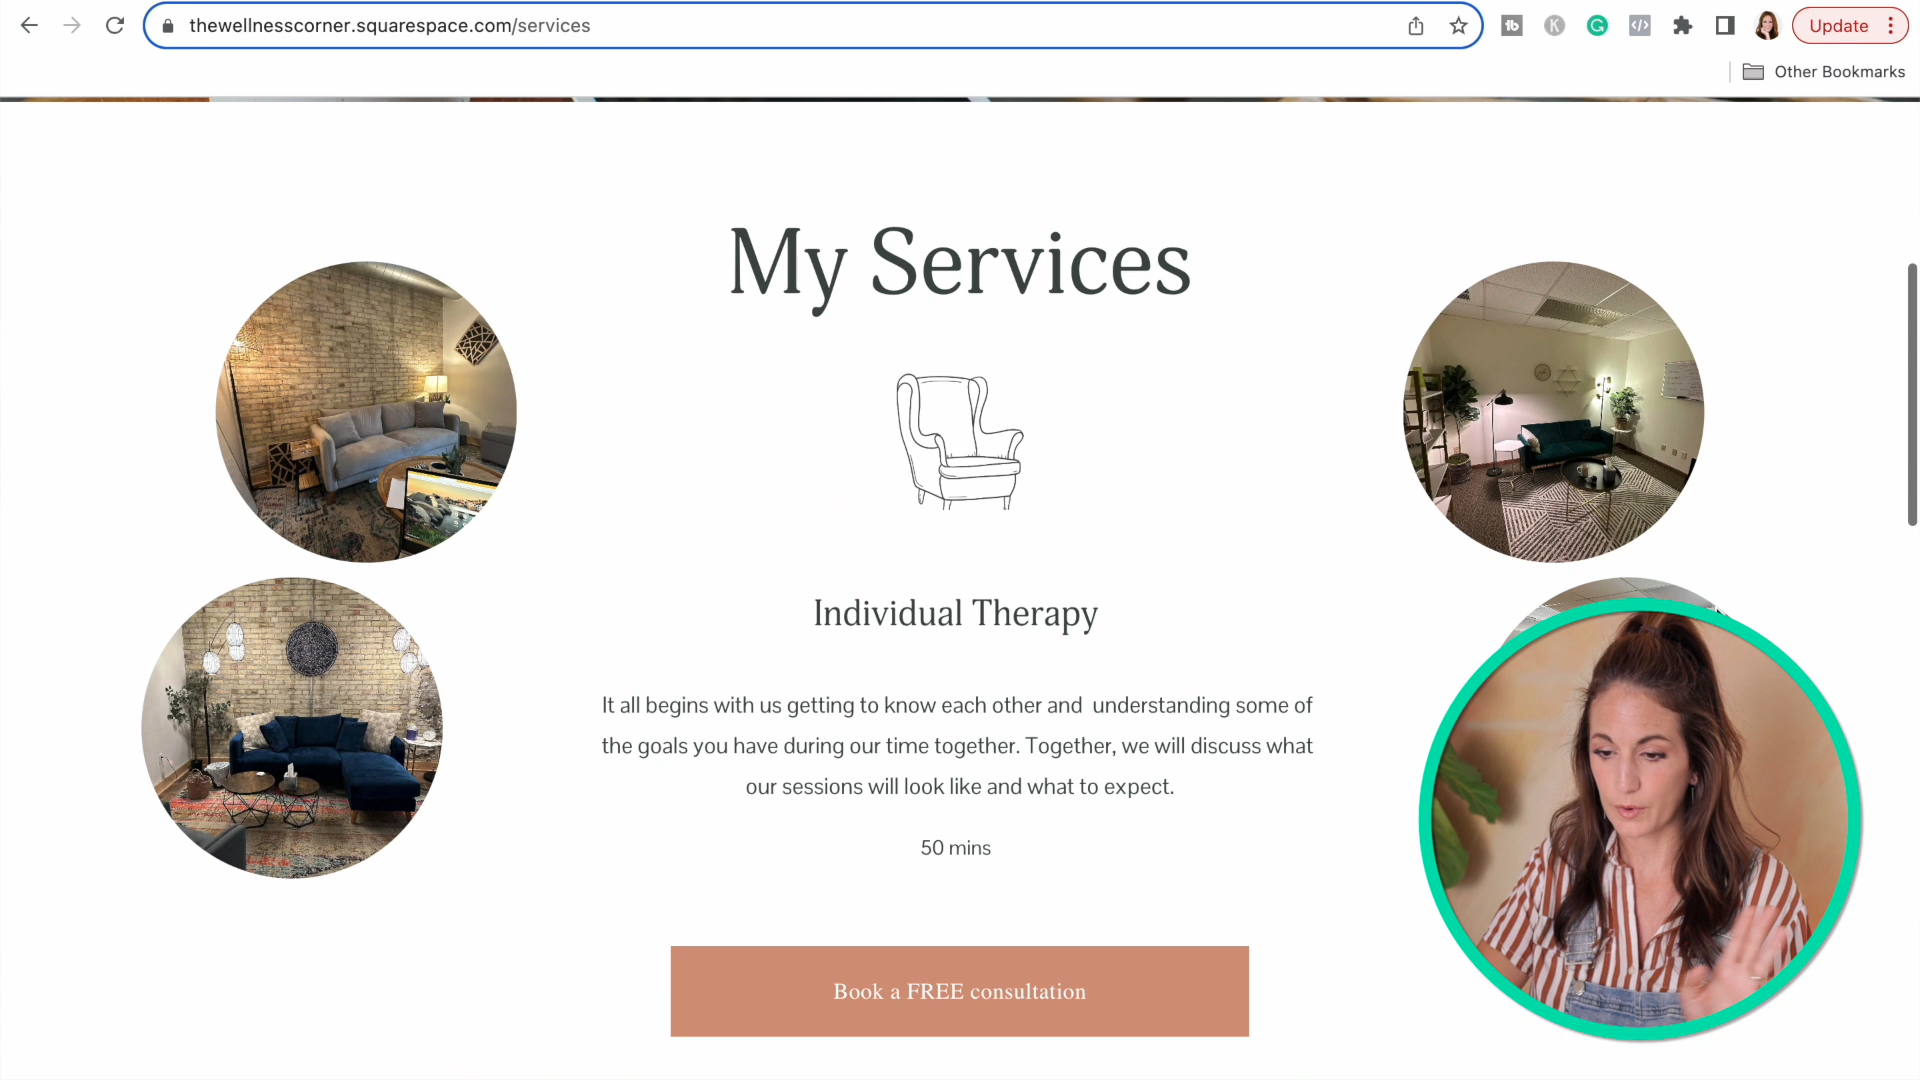 thewellnesscorner.squarespace.com/services
Update
Other Bookmarks
My Services
Individual Therapy
It all begins with us getting to know each other and understanding some of
the goals you have during our time together. Together, we will discuss what
our sessions will look like and what to expect.
50 mins
Book a FREE consultation